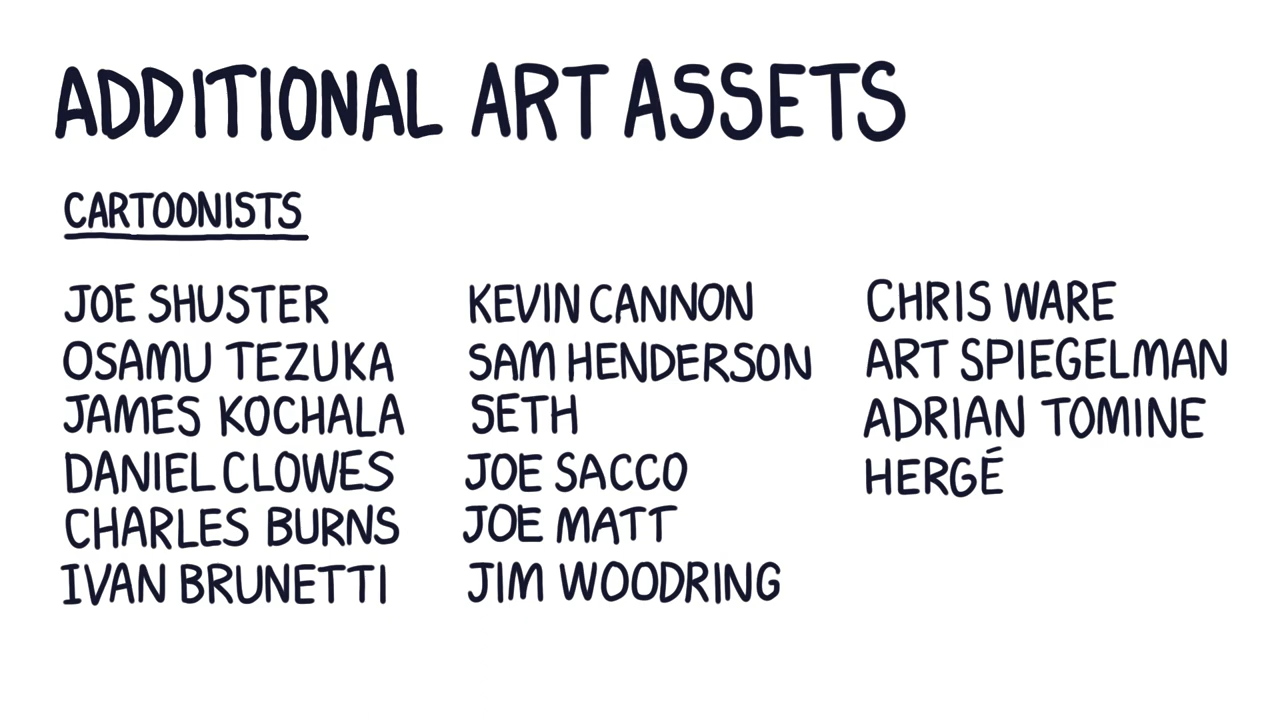 ADDITIONAL ART ASSETS
CARTOONISTS
JOE SHUSTER
OSAMU TEZUKA
JAMES KOCHALA
DANIEL CLOWES
CHARLES BURNS
IVAN BRUNETTI
KEVIN CANNON
SAM HENDERSON
SETH
JOE SACCO
JOE MATT
JIM WOODRING
CHRIS WARE
ART SPIEGELMAN
ADRIAN TOMINE
HERGÉ